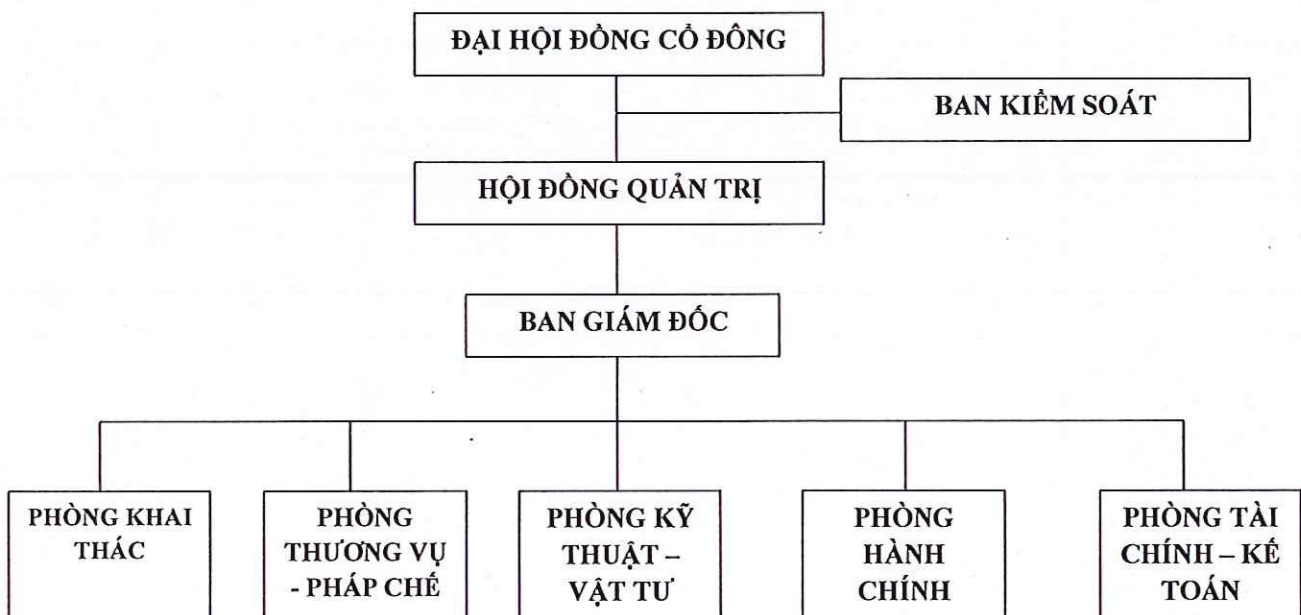 ĐẠI HỘI ĐỒNG CỔ ĐÔNG
BAN KIỂM SOÁT
HỘI ĐỒNG QUẢN TRỊ
BAN GIÁM ĐỐC
PHÒNG KHAI
THÁC
PHÒNG
THƯƠNG VỤ
- PHÁP CHẾ
PHÒNG KỸ
THUẬT –
VẬT TƯ
PHÒNG
HÀNH
CHÍNH
PHÒNG TÀI
CHÍNH – KẾ
TOÁN